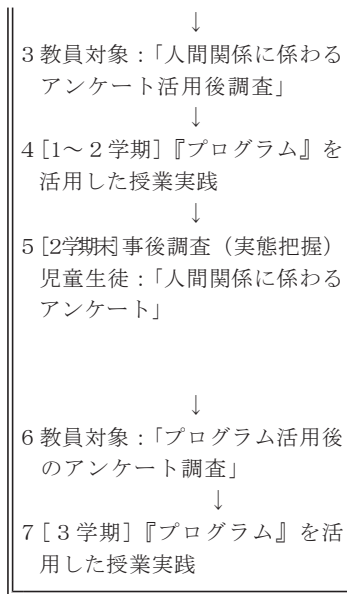 ↓
3 教員対象：「人間関係に係わる
アンケート活用後調査」
↓
4 [1～２学期]『プログラム』を
活用した授業実践
↓
5 [2学期末]事後調査（実態把握）
児童生徒：「人間関係に係わる
アンケート」
↓
6 教員対象：「プログラム活用後
のアンケート調査」
↓
7 [３学期]『プログラム』を活
用した授業実践